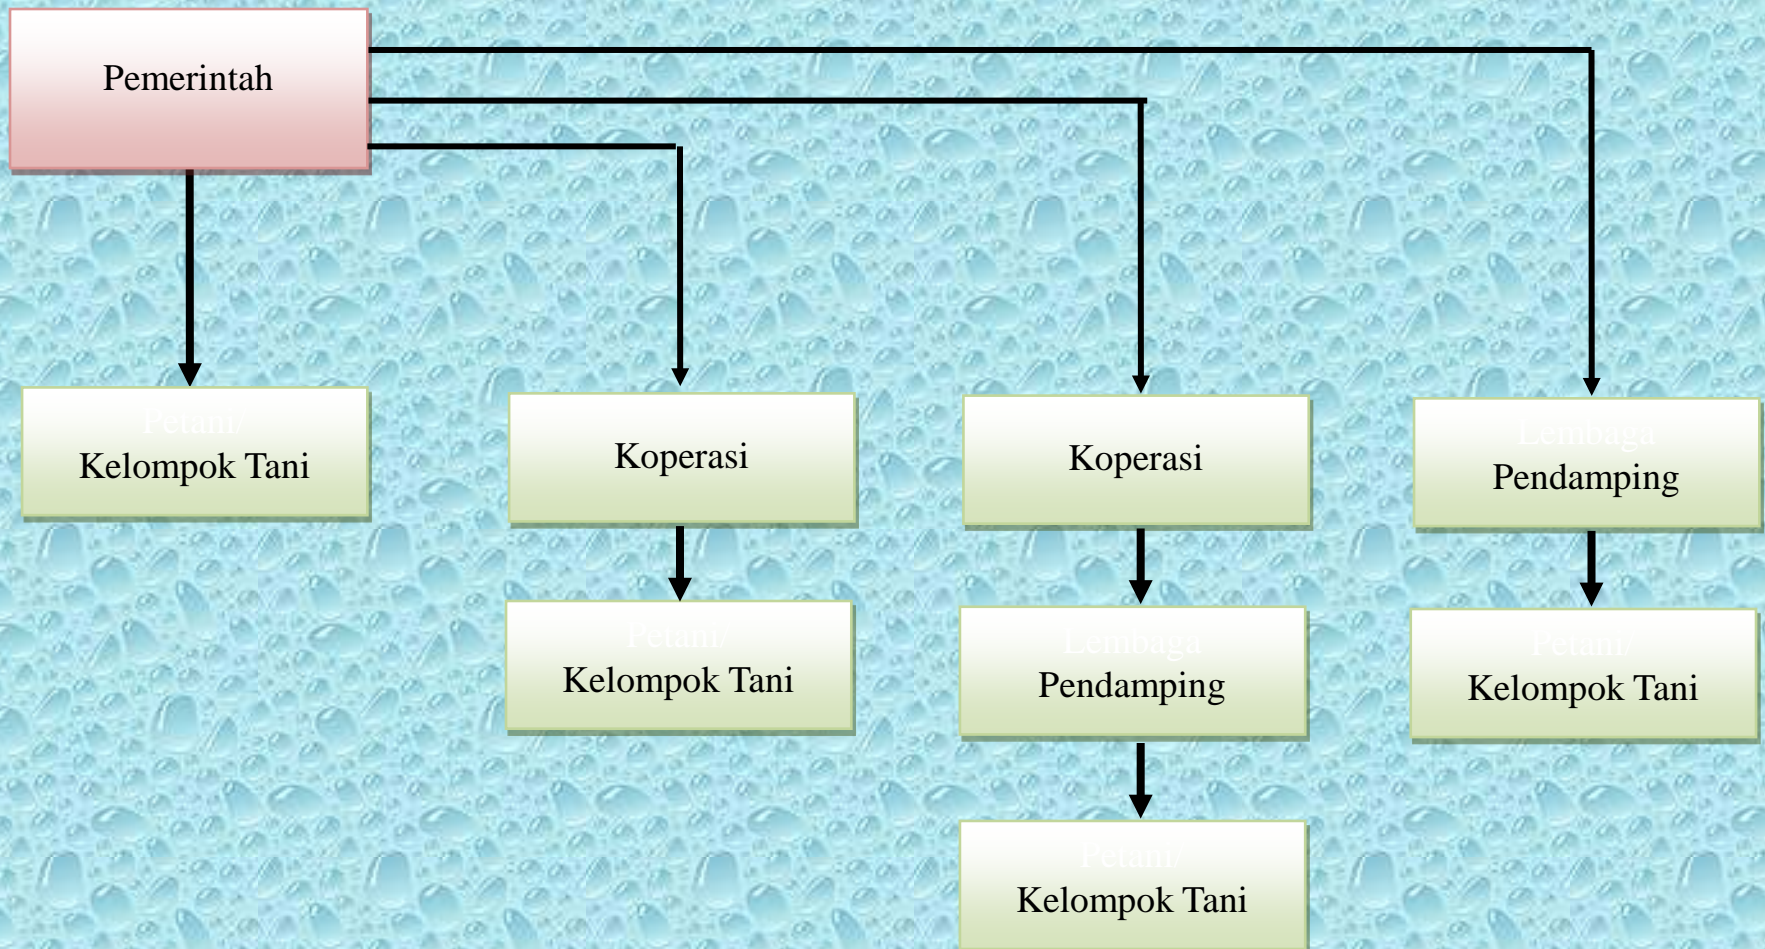 Pemerintah
Petani/
Kelompok Tani
Koperasi
Koperasi
Lembaga
Pendamping
Petani/
Kelompok Tani
Lembaga
Pendamping
Petani/
Kelompok Tani
Petani/
Kelompok Tani